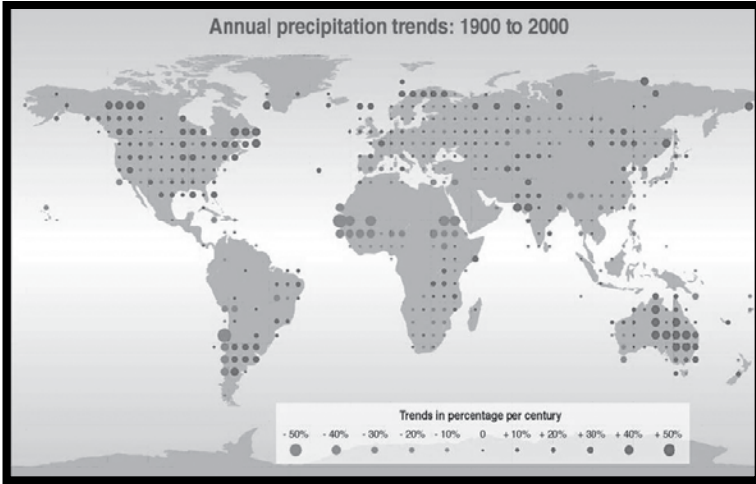 Annual precipitation trends: 1900 to 2000
Trends in percentage per century
- 50% - 40% - 30% - 20% - 10% 0 + 10% + 20% + 30% + 40% + 50%